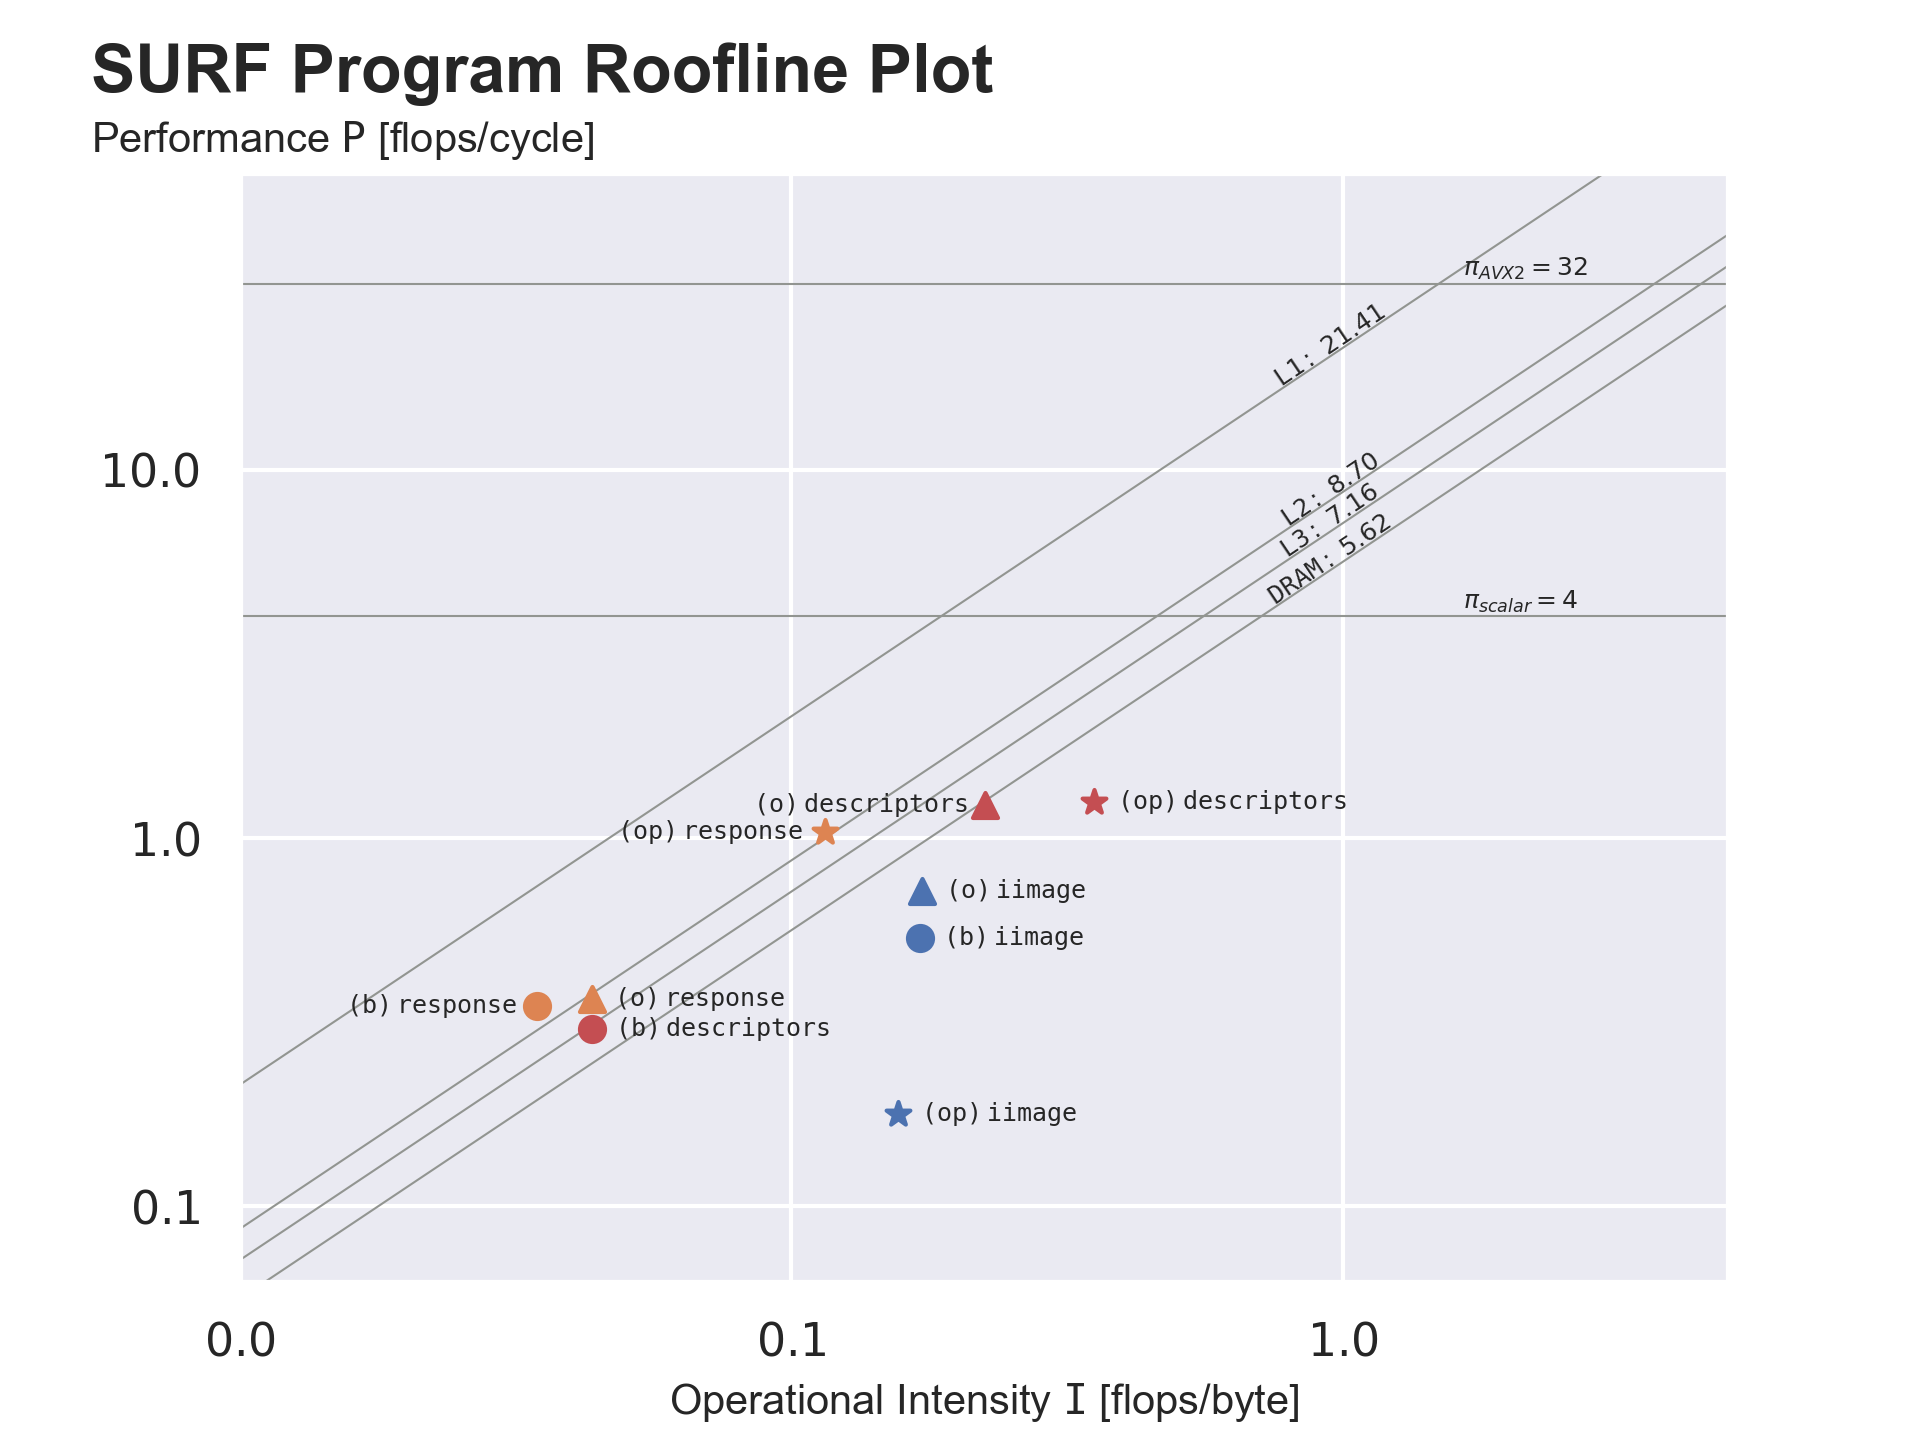 SURF Program Roofline Plot
Performance P [flops/cycle]
π_AVX2 = 32
L1: 21.41
10.0
L2: 8.70
L3: 7.16
DRAM: 5.62
π_scalar = 4
(o) descriptors
(op) descriptors
(op) response
1.0
(o) iimage
(b) iimage
(b) response
(o) response
(b) descriptors
(op) iimage
0.1
0.0
0.1
1.0
Operational Intensity I [flops/byte]